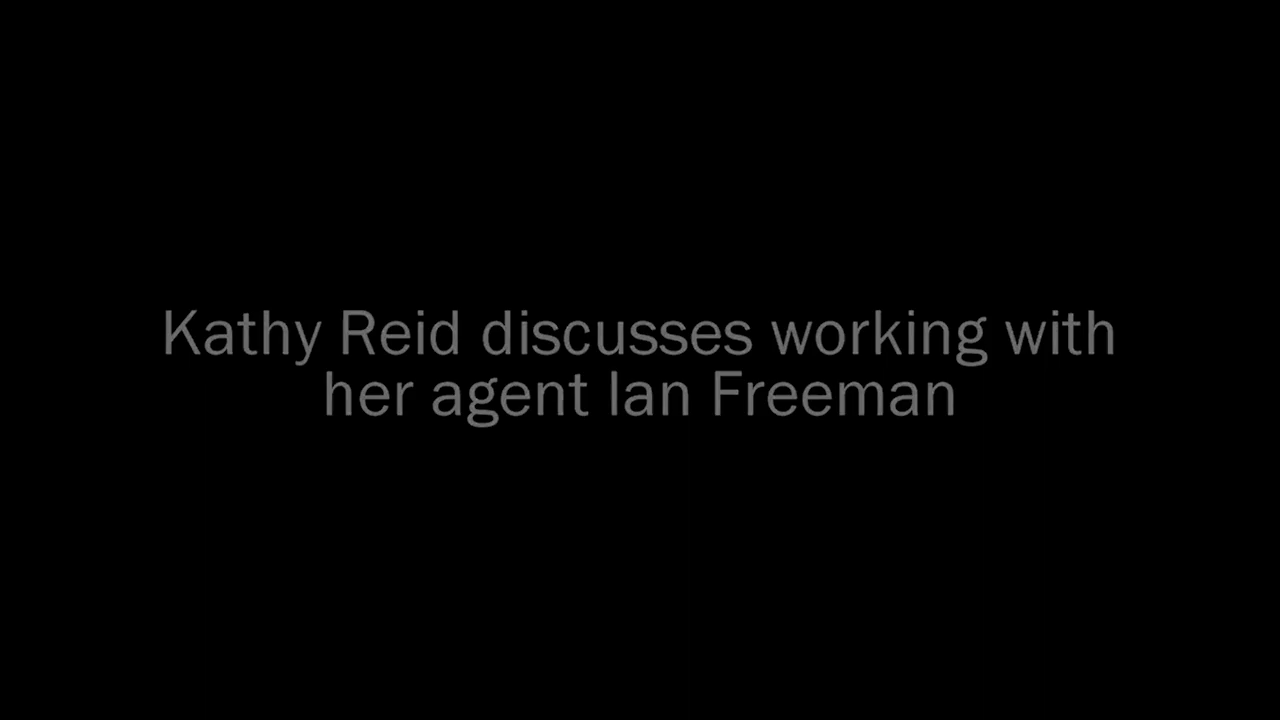 Kathy Reid discusses working with
her agent Ian Freeman